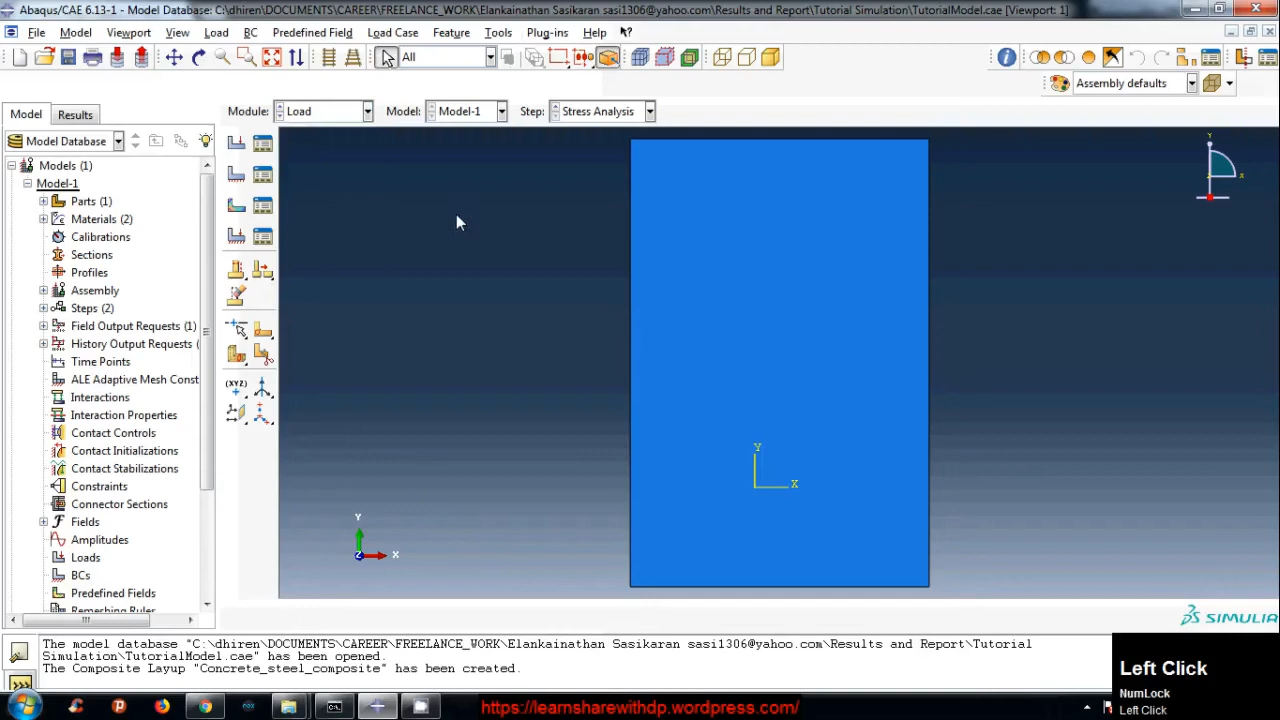 Abaqus/CAE 6.13-1 - Model Database: C:\dhiren\DOCUMENTS\CAREER\FREELANCE_WORK\Elankainathan Sasikaran sasi1306@yahoo.com\Results and Report\Tutorial Simulation\TutorialModel.cae [Viewport: 1]
File Model Viewport View Load BC Predefined Field Load Case Feature Tools Plug-ins Help
All
Assembly defaults
Model Results
Module: Load Model: Model-1 Step: Stress Analysis
Model Database
Models (1)
Model-1
Parts (1)
Materials (2)
Calibrations
Sections
Profiles
Assembly
Steps (2)
Field Output Requests (1)
History Output Requests (
Time Points
ALE Adaptive Mesh Const
Interactions
Interaction Properties
Contact Controls
Contact Initializations
Contact Stabilizations
Constraints
Connector Sections
Fields
Amplitudes
Loads
BCs
Predefined Fields
Remeshing Rules
(XYZ)
Y
X
Y
X
Y
X
Z
SIMULIA
The model database "C:\dhiren\DOCUMENTS\CAREER\FREELANCE_WORK\Elankainathan Sasikaran sasi1306@yahoo.com\Results and Report\Tutorial
Simulation\TutorialModel.cae" has been opened.
The Composite Layup "Concrete_steel_composite" has been created.
Left Click
NumLock
Left Click
https://learnsharewithdp.wordpress.com/